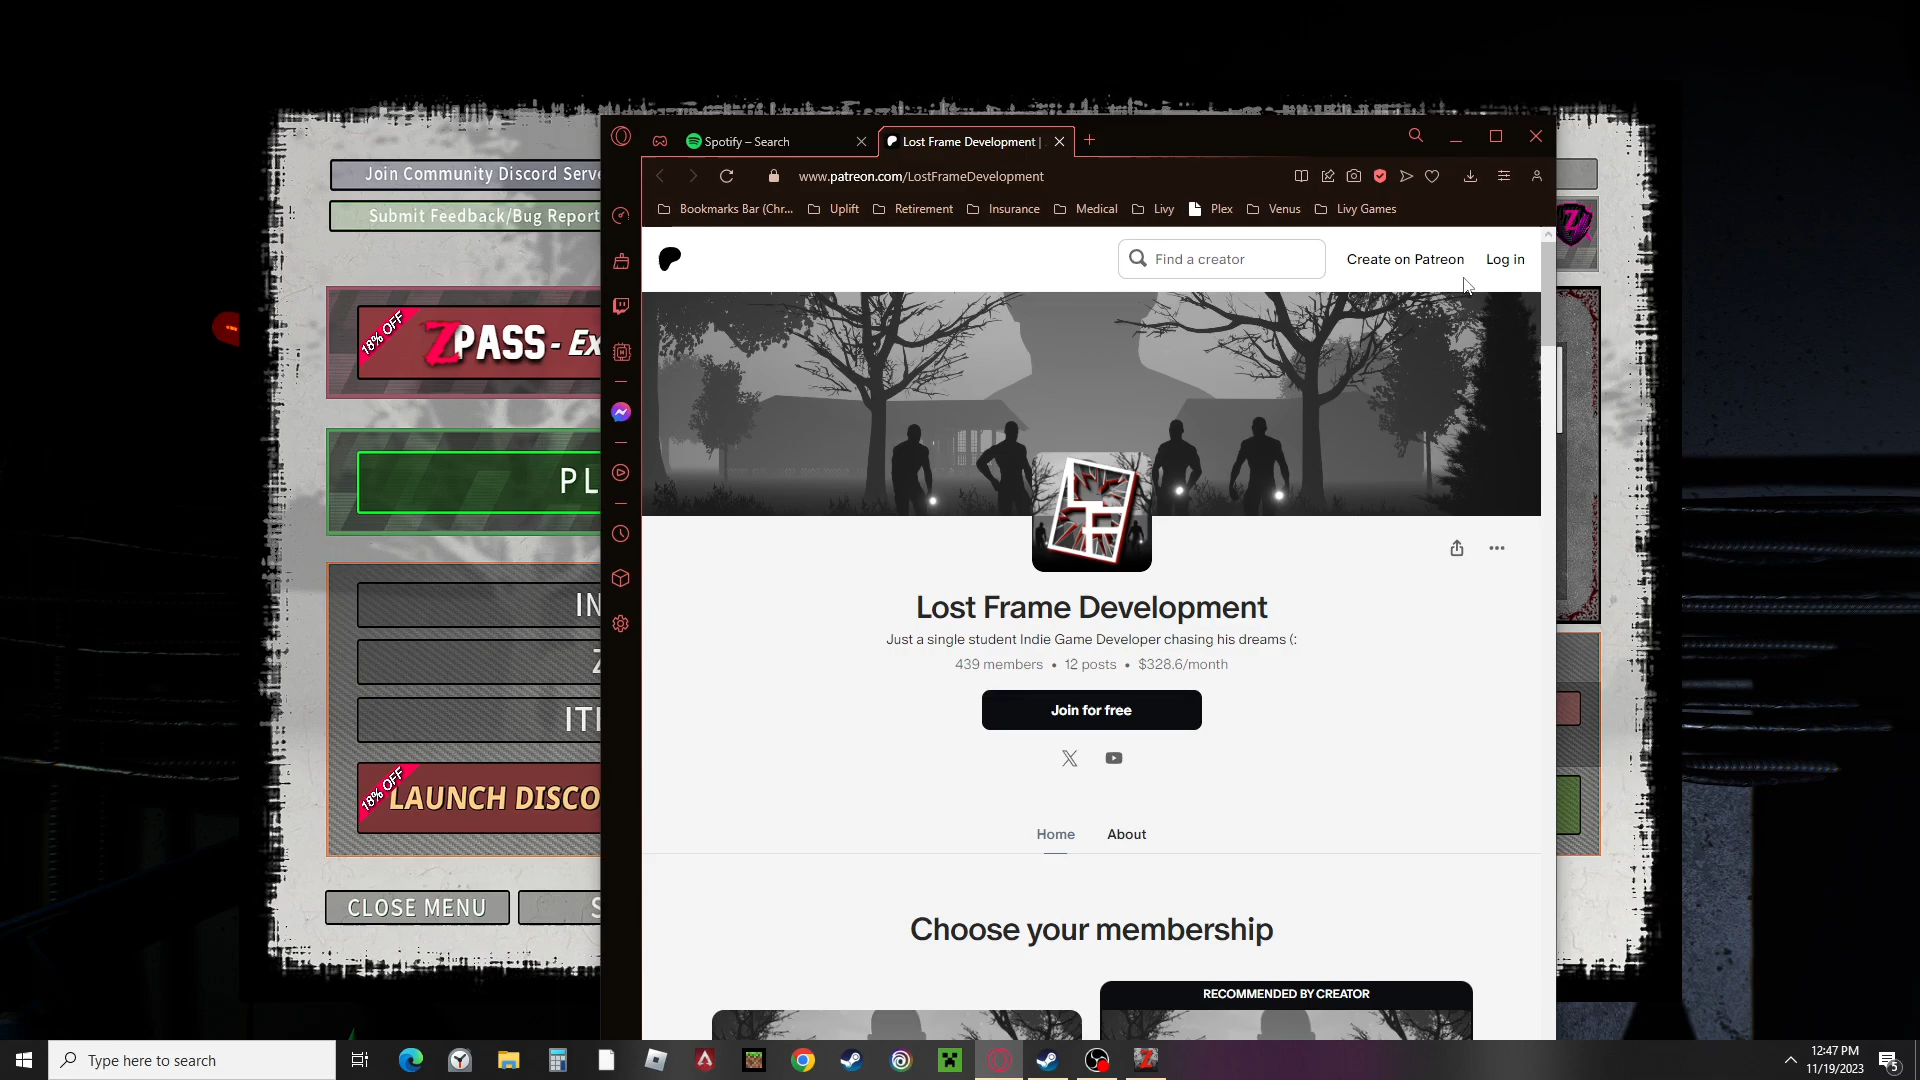 Spotify – Search
Lost Frame Development |
www.patreon.com/LostFrameDevelopment
Bookmarks Bar (Chr...
Uplift
Retirement
Insurance
Medical
Livy
Plex
Venus
Livy Games
Find a creator
Create on Patreon
Log in
Join Community Discord Serve
Submit Feedback/Bug Report
18% OFF
ZPASS - Ex
PL
IN
Z
ITE
18% OFF
LAUNCH DISCO
CLOSE MENU
S
Lost Frame Development
Just a single student Indie Game Developer chasing his dreams (:
439 members • 12 posts • $328.6/month
Join for free
Home
About
Choose your membership
RECOMMENDED BY CREATOR
Type here to search
12:47 PM
11/19/2023
5